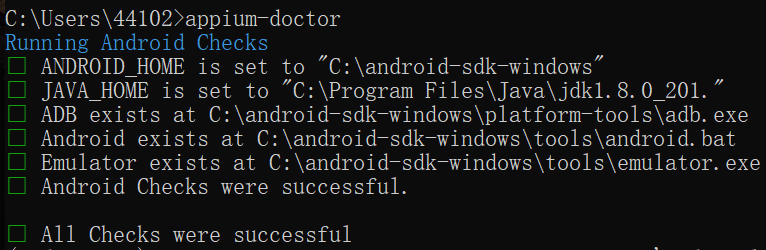 C:\Users\44102>appium-doctor
Running Android Checks
□ ANDROID_HOME is set to "C:\android-sdk-windows"
□ JAVA_HOME is set to "C:\Program Files\Java\jdk1.8.0_201."
□ ADB exists at C:\android-sdk-windows\platform-tools\adb.exe
□ Android exists at C:\android-sdk-windows\tools\android.bat
□ Emulator exists at C:\android-sdk-windows\tools\emulator.exe
□ Android Checks were successful.
□ All Checks were successful